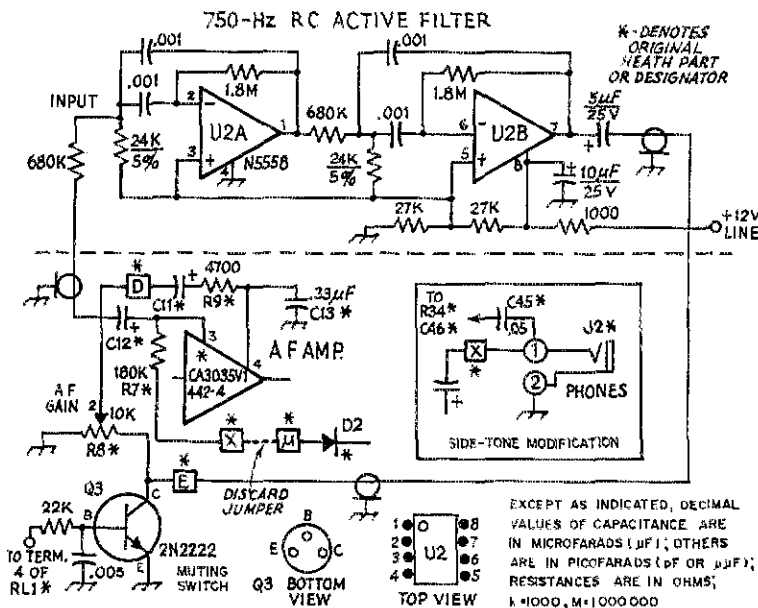 750-Hz RC ACTIVE FILTER
*-DENOTES
ORIGINAL
HEATH PART
OR DESIGNATOR
.001
.001
1.8M
INPUT
2
1
U2A
3
4
N5558
24K
5%
680K
680K
.001
.001
1.8M
6
7
U2B
5
8
24K
5%
5µF
25V
+
+
10µF
25V
27K
27K
1000
+12V
LINE
*
D
C11*
+
4700
R9*
.33µF
C13*
C12*
+
3
*
4
AF AMP.
CA3035V1
442-4
180K
R7*
AF
GAIN
2
10K
R8*
*
X
*
µ
D2
*
DISCARD
JUMPER
*
E
Q3
C
B
E
22K
2N2222
MUTING
SWITCH
TO TERM.
4 OF
RL1*
.005
B
E
C
Q3 BOTTOM
VIEW
1
2
3
4
8
7
6
5
U2
TOP VIEW
TO
R34*
C46*
C45*
.05
J2*
X
*
1
2
+
PHONES
SIDE-TONE MODIFICATION
EXCEPT AS INDICATED, DECIMAL
VALUES OF CAPACITANCE ARE
IN MICROFARADS (µF); OTHERS
ARE IN PICOFARADS (pF OR µµF);
RESISTANCES ARE IN OHMS;
k=1000, M=1000 000